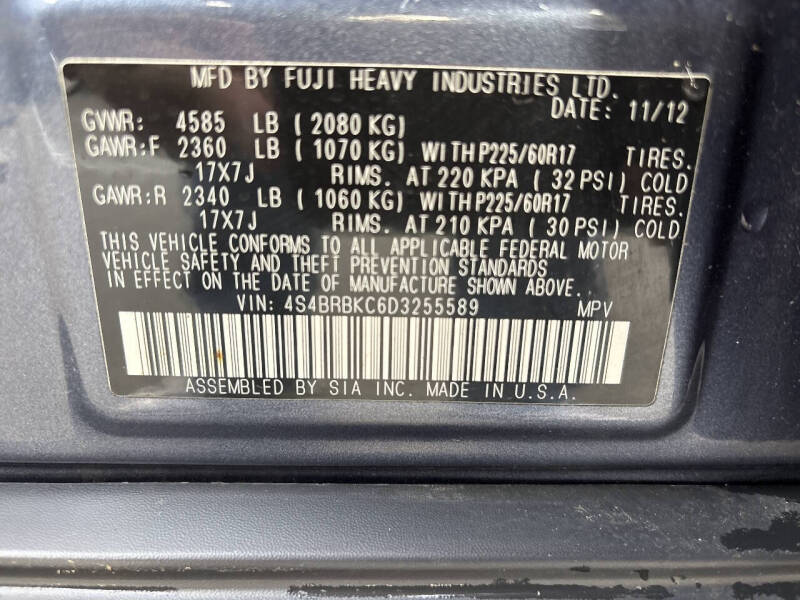 MFD BY FUJI HEAVY INDUSTRIES LTD.
DATE: 11/12
GVWR: 4585 LB ( 2080 KG)
GAWR:F 2360 LB ( 1070 KG) WITH P225/60R17 TIRES.
17X7J RIMS. AT 220 KPA ( 32 PSI) COLD
GAWR:R 2340 LB ( 1060 KG) WITH P225/60R17 TIRES.
17X7J RIMS. AT 210 KPA ( 30 PSI) COLD
THIS VEHICLE CONFORMS TO ALL APPLICABLE FEDERAL MOTOR
VEHICLE SAFETY AND THEFT PREVENTION STANDARDS
IN EFFECT ON THE DATE OF MANUFACTURE SHOWN ABOVE.
VIN: 4S4BRBKC6D3255589 MPV
ASSEMBLED BY SIA INC. MADE IN U.S.A.